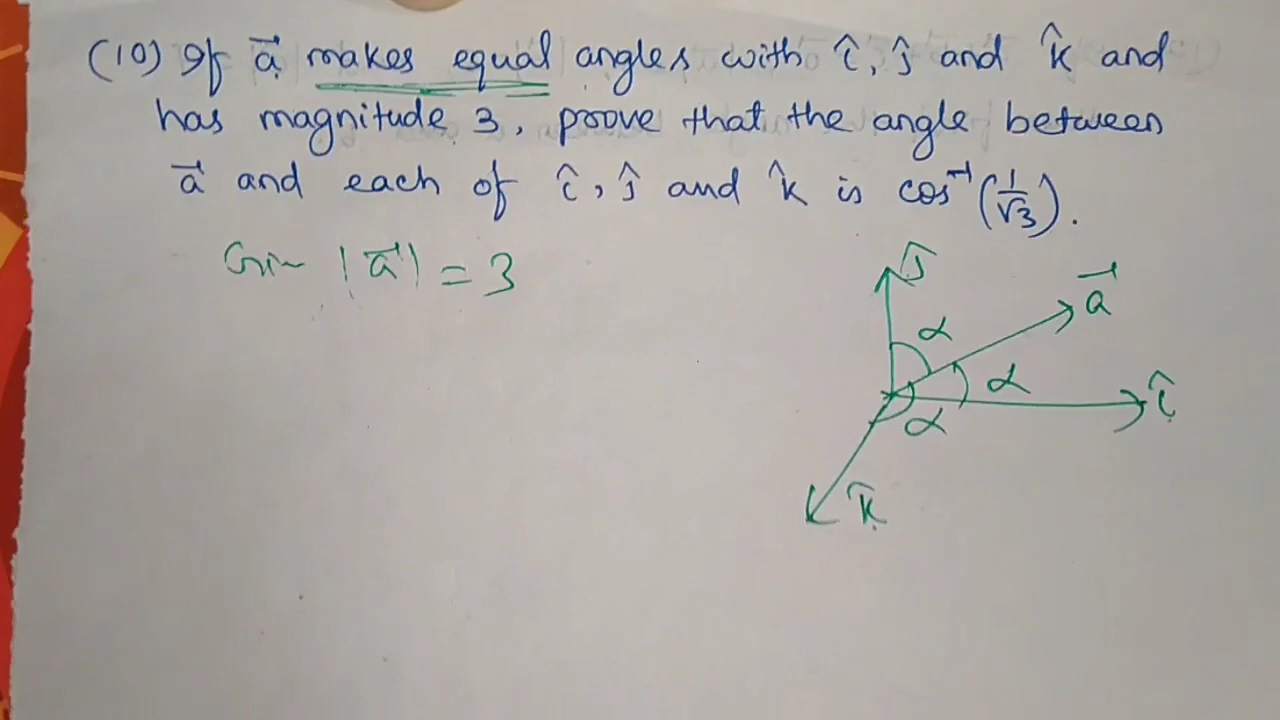 (10) If a⃗ makes equal angles with î, ĵ and k̂ and
has magnitude 3, prove that the angle between
a⃗ and each of î, ĵ and k̂ is cos⁻¹(1/√3).
|a⃗| = 3
ĵ
a⃗
α
α
î
α
k̂